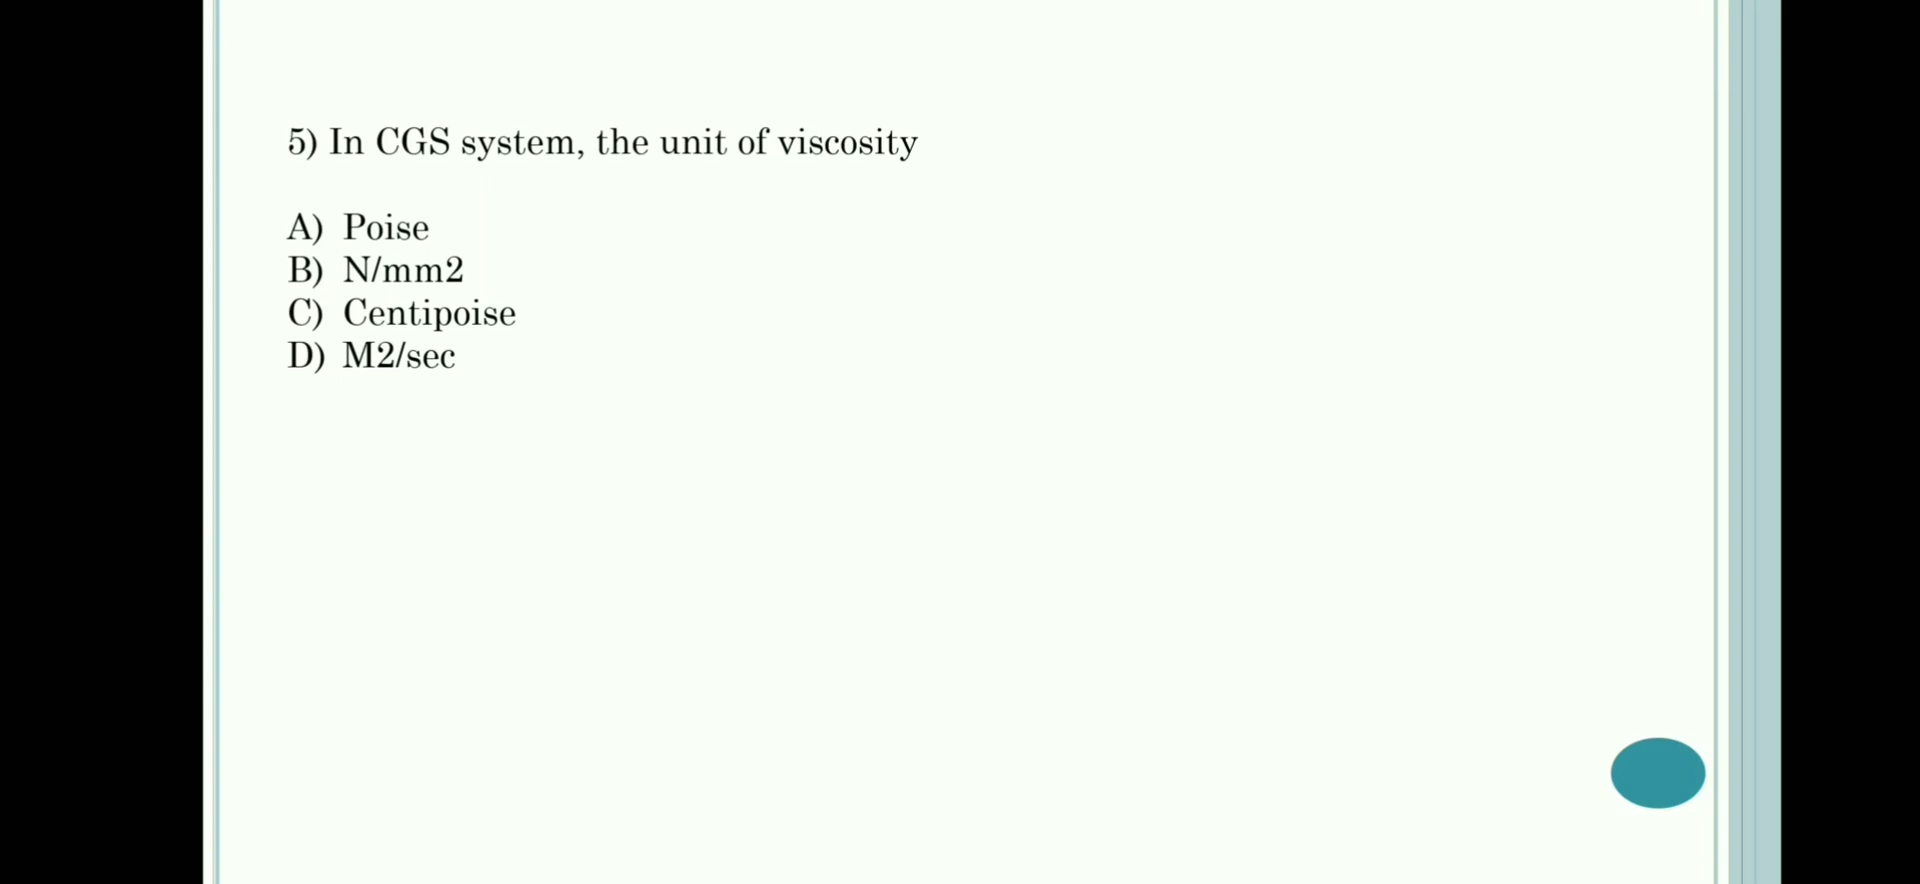 5) In CGS system, the unit of viscosity
A) Poise
B) N/mm2
C) Centipoise
D) M2/sec